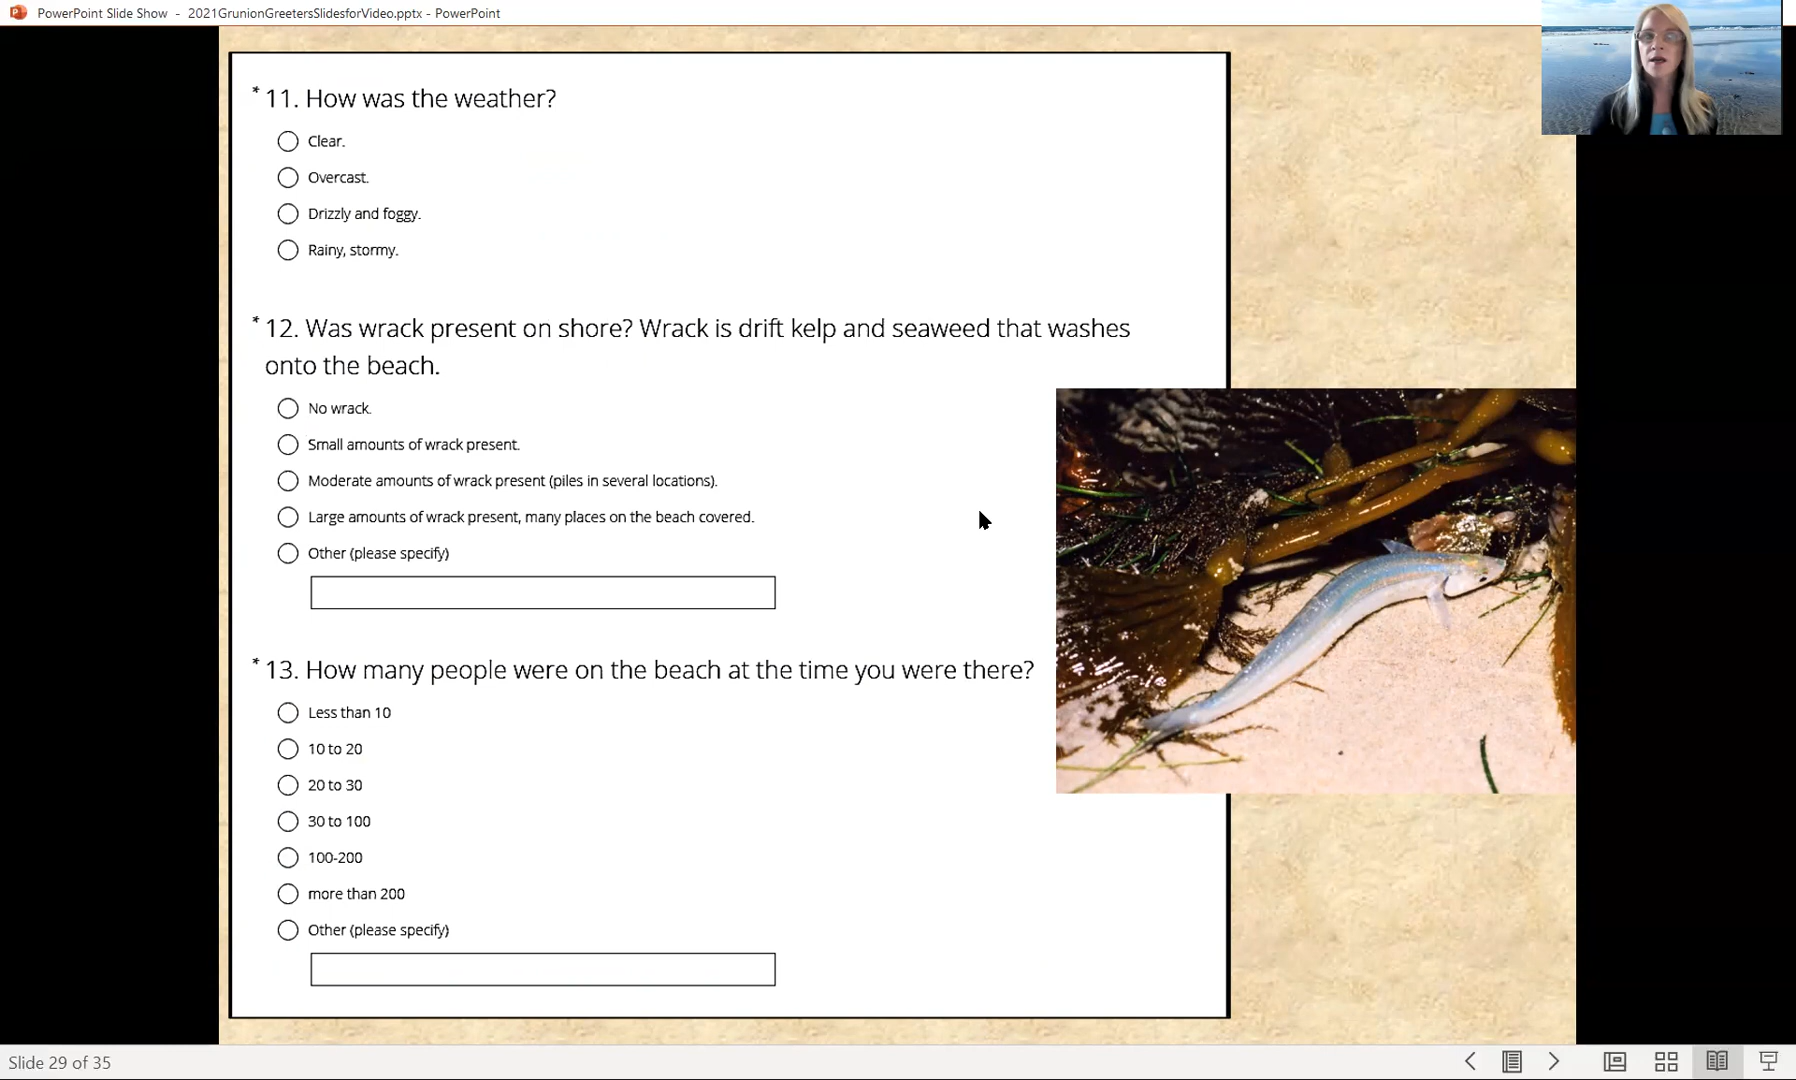 PowerPoint Slide Show - 2021GrunionGreetersSlidesforVideo.pptx - PowerPoint
* 11. How was the weather?
Clear.
Overcast.
Drizzly and foggy.
Rainy, stormy.
* 12. Was wrack present on shore? Wrack is drift kelp and seaweed that washes
onto the beach.
No wrack.
Small amounts of wrack present.
Moderate amounts of wrack present (piles in several locations).
Large amounts of wrack present, many places on the beach covered.
Other (please specify)
* 13. How many people were on the beach at the time you were there?
Less than 10
10 to 20
20 to 30
30 to 100
100-200
more than 200
Other (please specify)
Slide 29 of 35